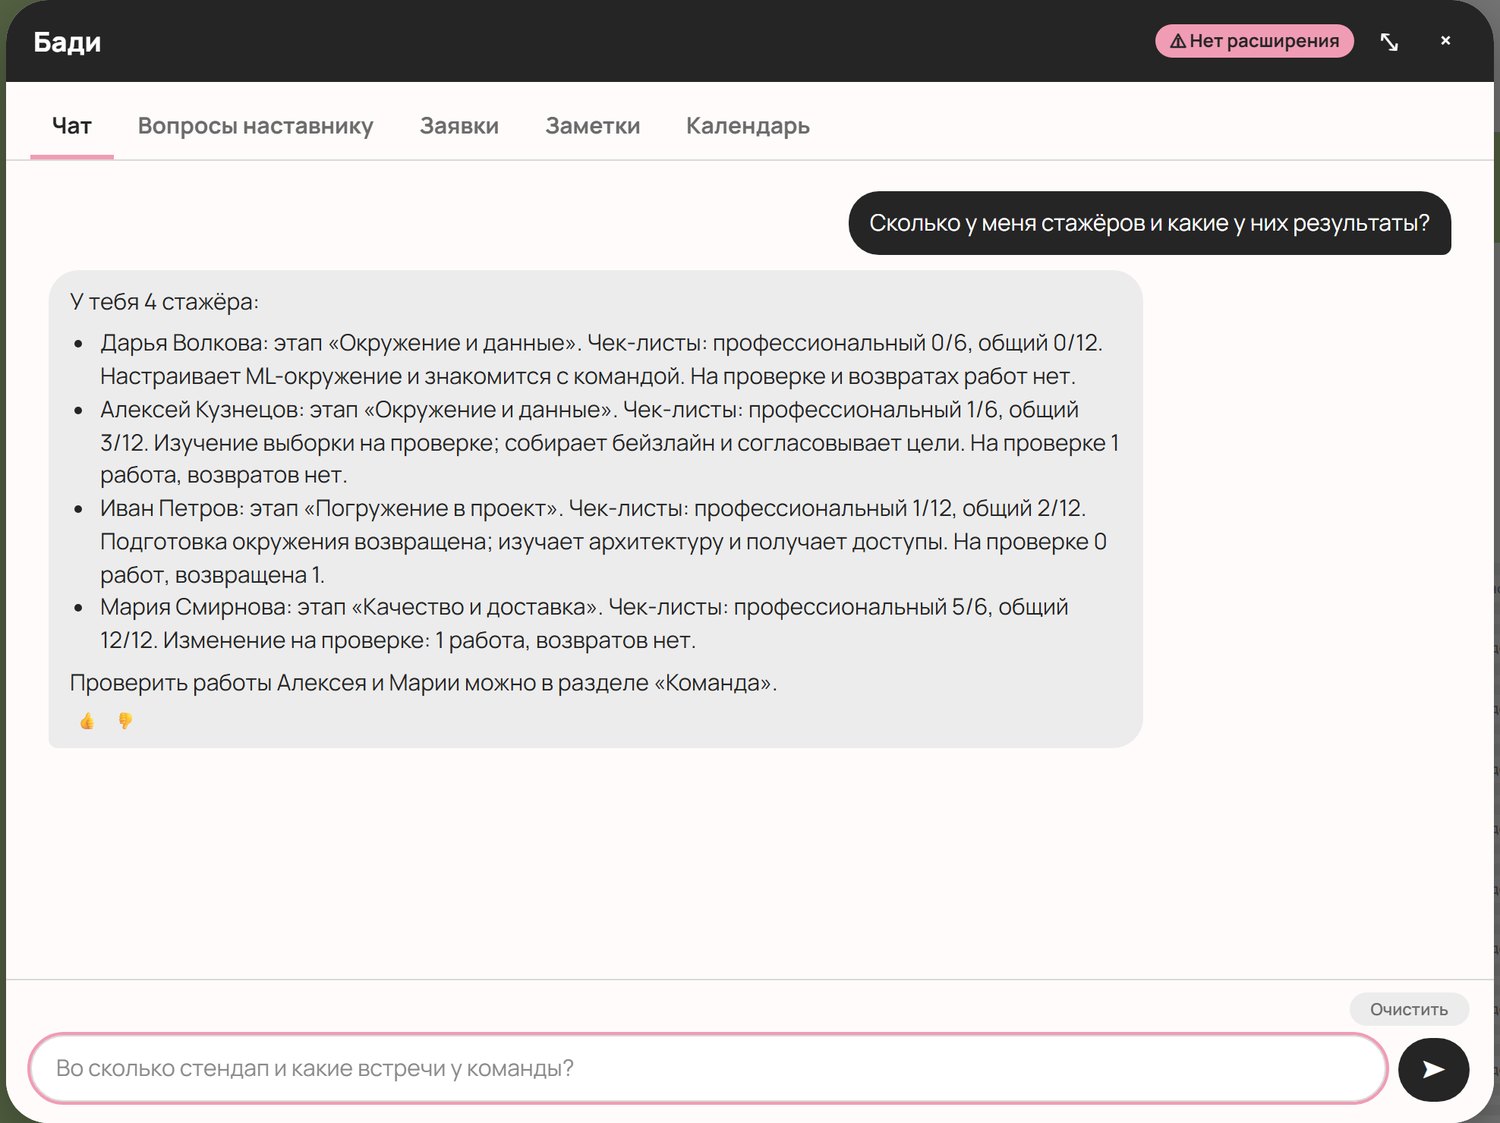 Бади
⚠ Нет расширения
Чат
Вопросы наставнику
Заявки
Заметки
Календарь
Сколько у меня стажёров и какие у них результаты?
У тебя 4 стажёра:
• Дарья Волкова: этап «Окружение и данные». Чек-листы: профессиональный 0/6, общий 0/12.
Настраивает ML-окружение и знакомится с командой. На проверке и возвратах работ нет.
• Алексей Кузнецов: этап «Окружение и данные». Чек-листы: профессиональный 1/6, общий
3/12. Изучение выборки на проверке; собирает бейзлайн и согласовывает цели. На проверке 1
работа, возвратов нет.
• Иван Петров: этап «Погружение в проект». Чек-листы: профессиональный 1/12, общий 2/12.
Подготовка окружения возвращена; изучает архитектуру и получает доступы. На проверке 0
работ, возвращена 1.
• Мария Смирнова: этап «Качество и доставка». Чек-листы: профессиональный 5/6, общий
12/12. Изменение на проверке: 1 работа, возвратов нет.
Проверить работы Алексея и Марии можно в разделе «Команда».
👍 👎
Очистить
Во сколько стендап и какие встречи у команды?